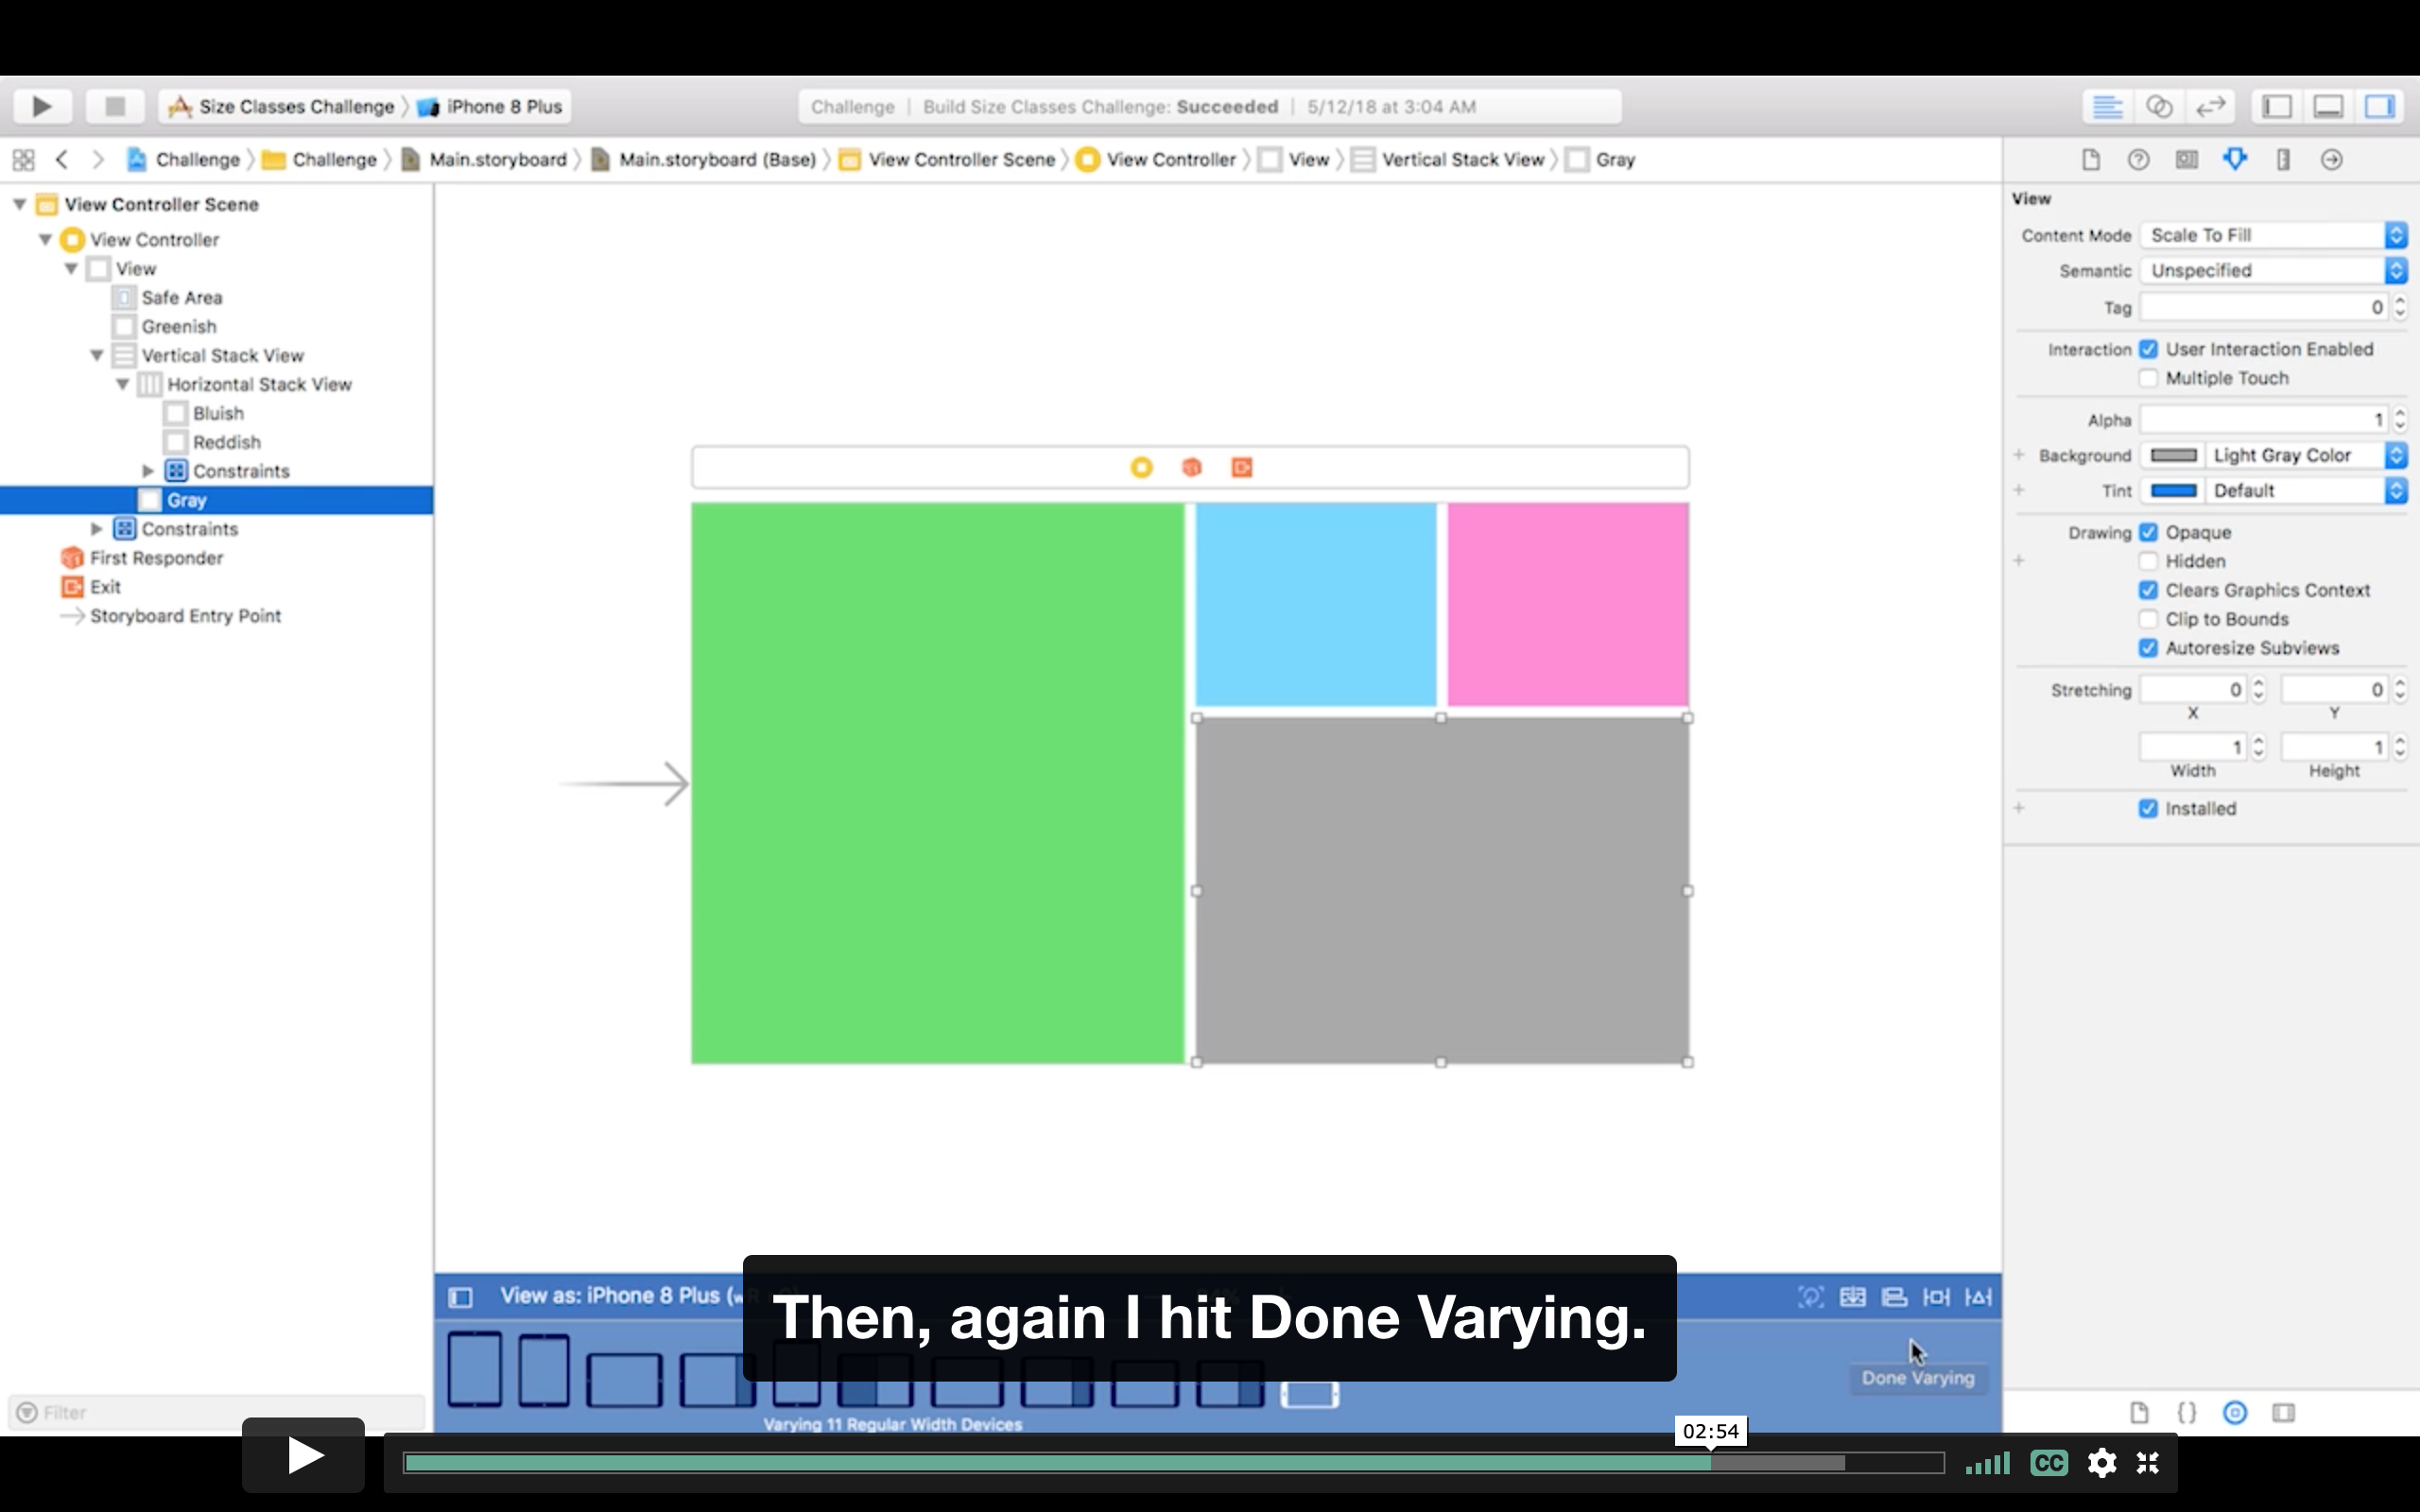 Size Classes Challenge 〉 iPhone 8 Plus
Challenge | Build Size Classes Challenge: Succeeded | 5/12/18 at 3:04 AM
Challenge 〉 Challenge 〉 Main.storyboard 〉 Main.storyboard (Base) 〉 View Controller Scene 〉 View Controller 〉 View 〉 Vertical Stack View 〉 Gray
View Controller Scene
View Controller
View
Safe Area
Greenish
Vertical Stack View
Horizontal Stack View
Bluish
Reddish
Constraints
Gray
Constraints
First Responder
Exit
Storyboard Entry Point
Filter
View
Content Mode Scale To Fill
Semantic Unspecified
Tag 0
Interaction User Interaction Enabled
Multiple Touch
Alpha 1
+ Background Light Gray Color
+ Tint Default
Drawing Opaque
+ Hidden
Clears Graphics Context
Clip to Bounds
Autoresize Subviews
Stretching 0 0
X Y
1 1
Width Height
+ Installed
View as: iPhone 8 Plus (wR
Then, again I hit Done Varying.
Done Varying
Varying 11 Regular Width Devices
02:54
CC